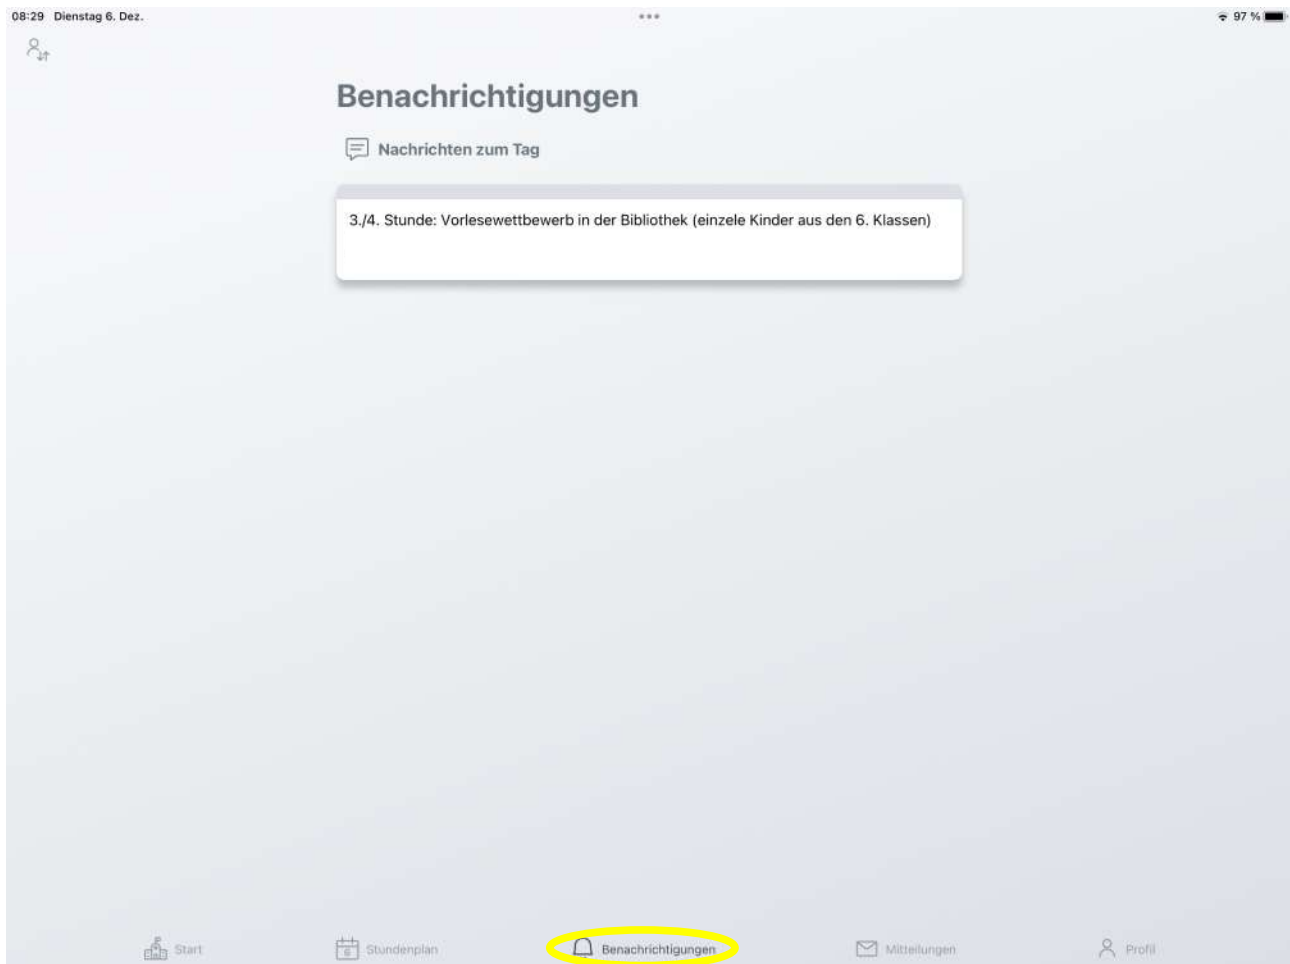 08:29 Dienstag 6. Dez.
97 %
Benachrichtigungen
Nachrichten zum Tag
3./4. Stunde: Vorlesewettbewerb in der Bibliothek (einzele Kinder aus den 6. Klassen)
Start
6
Stundenplan
Benachrichtigungen
Mitteilungen
Profil